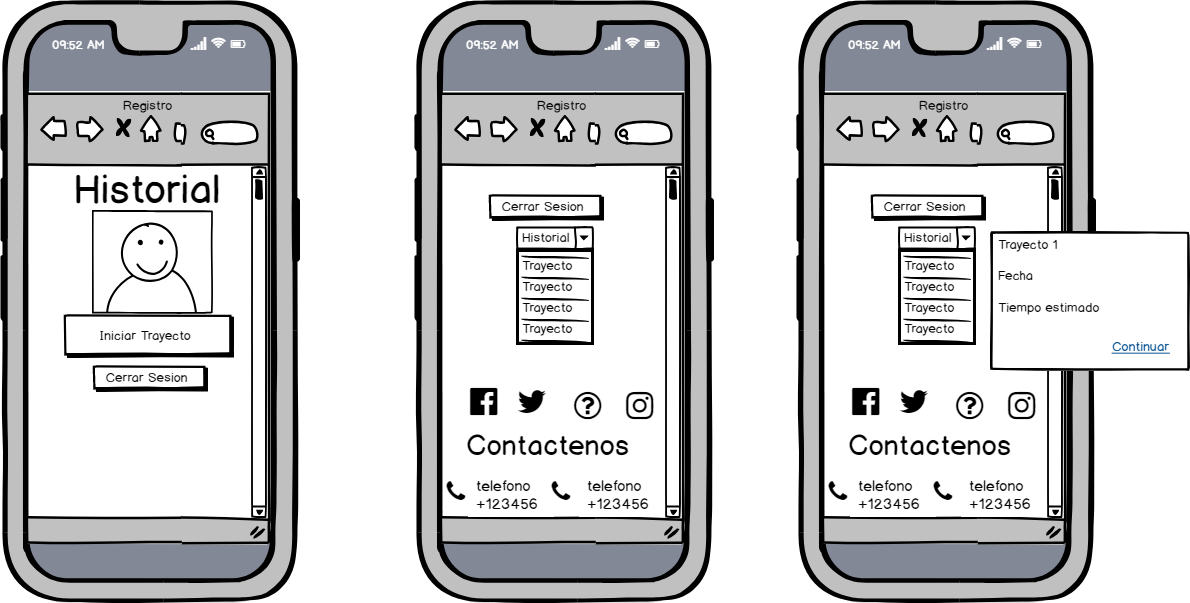 09:52 AM
Registro
Historial
Iniciar Trayecto
Cerrar Sesion
09:52 AM
Registro
Cerrar Sesion
Historial
Trayecto
Trayecto
Trayecto
Trayecto
?
Contactenos
telefono
+123456
telefono
+123456
09:52 AM
Registro
Cerrar Sesion
Historial
Trayecto
Trayecto
Trayecto
Trayecto
Trayecto 1
Fecha
Tiempo estimado
Continuar
?
Contactenos
telefono
+123456
telefono
+123456